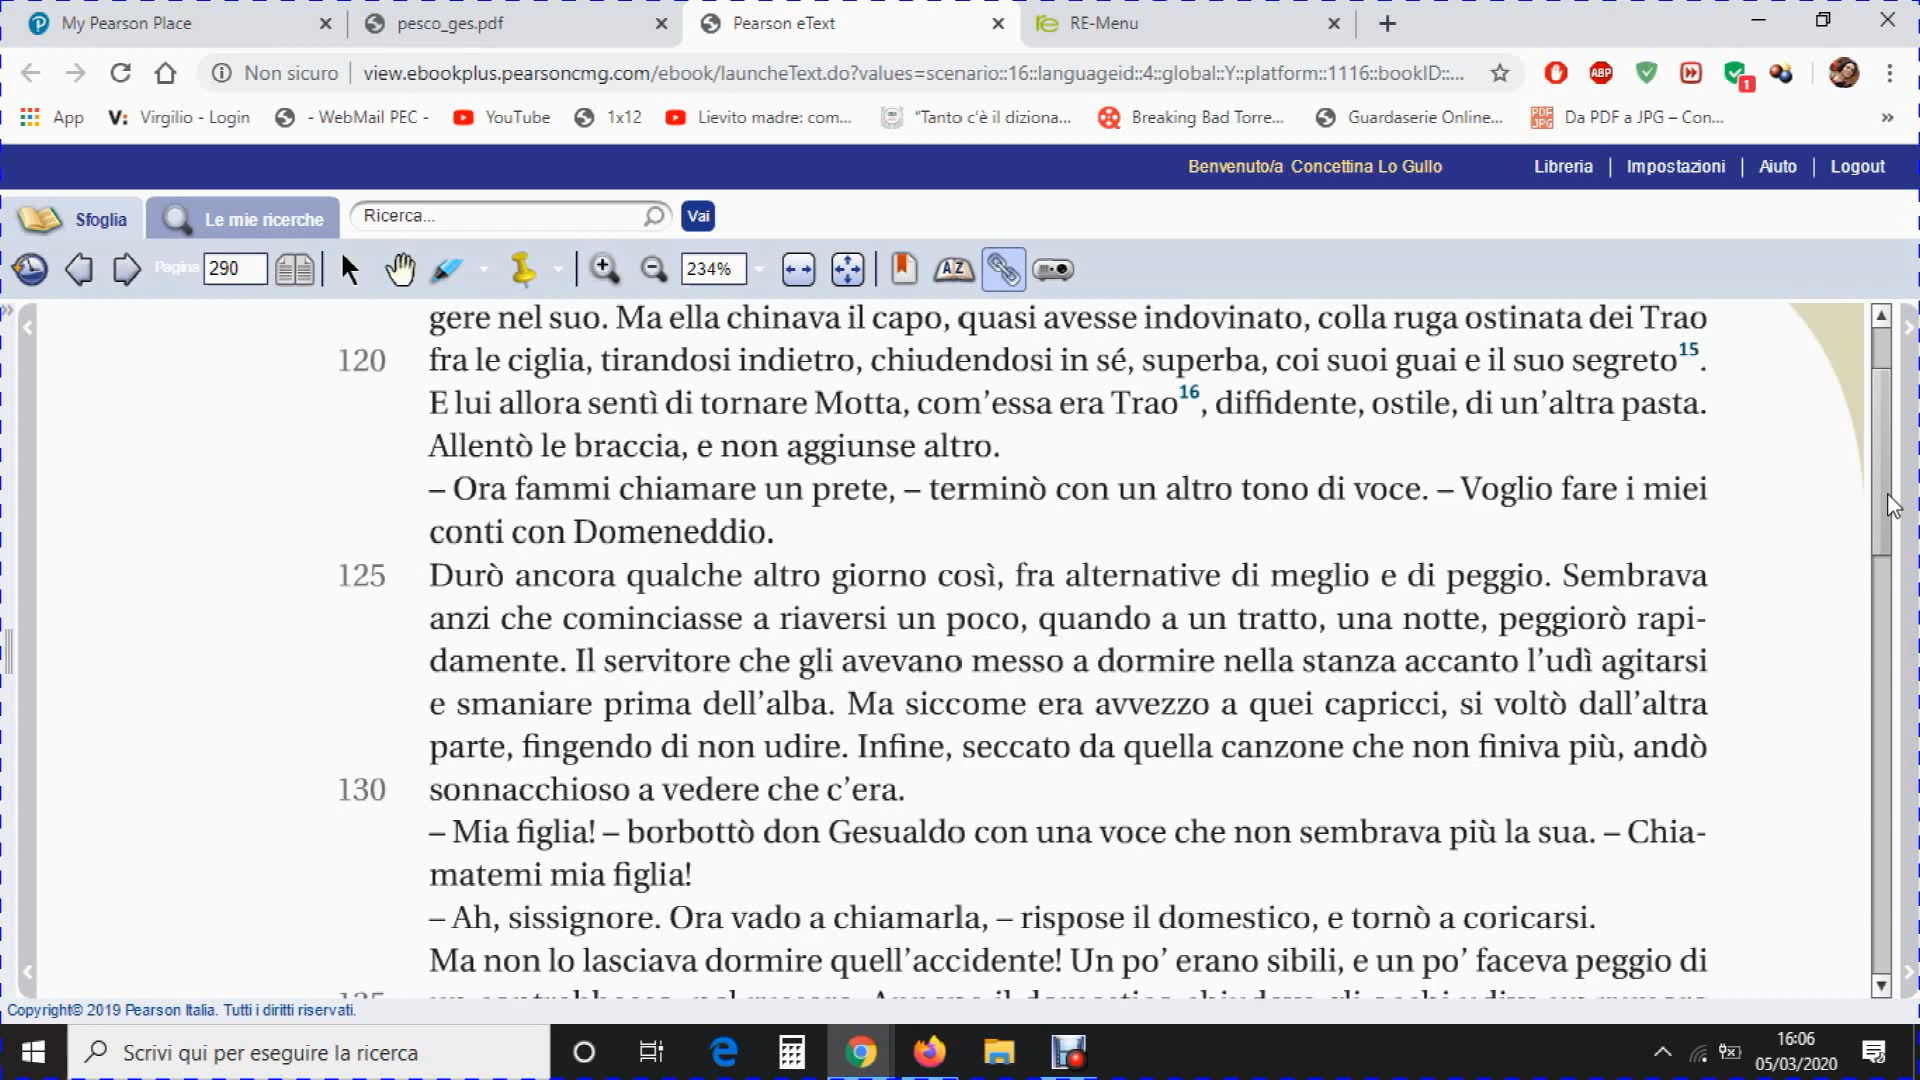 My Pearson Place
pesco_ges.pdf
Pearson eText
RE-Menu
Non sicuro
view.ebookplus.pearsoncmg.com/ebook/launcheText.do?values=scenario::16::languageid::4::global::Y::platform::1116::bookID::...
ABP
1
App
Virgilio - Login
- WebMail PEC -
YouTube
1x12
Lievito madre: com...
"Tanto c'è il diziona...
Breaking Bad Torre...
Guardaserie Online...
PDF JPG
Da PDF a JPG – Con...
»
Benvenuto/a Concettina Lo Gullo
Libreria | Impostazioni | Aiuto | Logout
Sfoglia
Le mie ricerche
Ricerca...
Vai
Pagina 290
234%
AZ
gere nel suo. Ma ella chinava il capo, quasi avesse indovinato, colla ruga ostinata dei Trao
120 fra le ciglia, tirandosi indietro, chiudendosi in sé, superba, coi suoi guai e il suo segreto15.
E lui allora sentì di tornare Motta, com'essa era Trao16, diffidente, ostile, di un'altra pasta.
Allentò le braccia, e non aggiunse altro.
– Ora fammi chiamare un prete, – terminò con un altro tono di voce. – Voglio fare i miei
conti con Domeneddio.
125 Durò ancora qualche altro giorno così, fra alternative di meglio e di peggio. Sembrava
anzi che cominciasse a riaversi un poco, quando a un tratto, una notte, peggiorò rapi-
damente. Il servitore che gli avevano messo a dormire nella stanza accanto l'udì agitarsi
e smaniare prima dell'alba. Ma siccome era avvezzo a quei capricci, si voltò dall'altra
parte, fingendo di non udire. Infine, seccato da quella canzone che non finiva più, andò
130 sonnacchioso a vedere che c'era.
– Mia figlia! – borbottò don Gesualdo con una voce che non sembrava più la sua. – Chia-
matemi mia figlia!
– Ah, sissignore. Ora vado a chiamarla, – rispose il domestico, e tornò a coricarsi.
Ma non lo lasciava dormire quell'accidente! Un po' erano sibili, e un po' faceva peggio di
Copyright© 2019 Pearson Italia. Tutti i diritti riservati.
Scrivi qui per eseguire la ricerca
16:06
05/03/2020